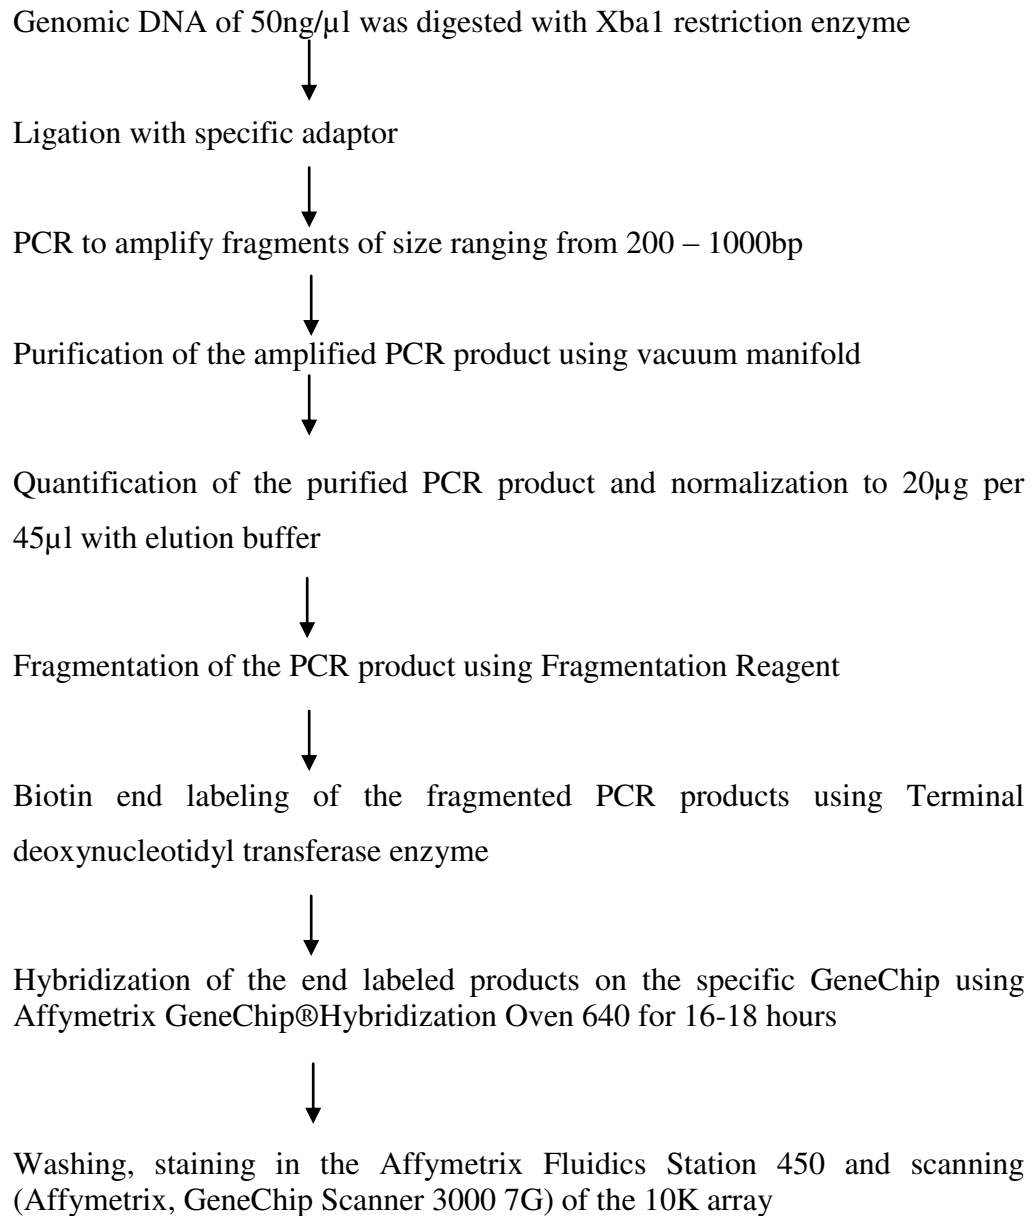 Genomic DNA of 50ng/µl was digested with Xba1 restriction enzyme
Ligation with specific adaptor
PCR to amplify fragments of size ranging from 200 – 1000bp
Purification of the amplified PCR product using vacuum manifold
Quantification of the purified PCR product and normalization to 20µg per
45µl with elution buffer
Fragmentation of the PCR product using Fragmentation Reagent
Biotin end labeling of the fragmented PCR products using Terminal
deoxynucleotidyl transferase enzyme
Hybridization of the end labeled products on the specific GeneChip using
Affymetrix GeneChip®Hybridization Oven 640 for 16-18 hours
Washing, staining in the Affymetrix Fluidics Station 450 and scanning
(Affymetrix, GeneChip Scanner 3000 7G) of the 10K array